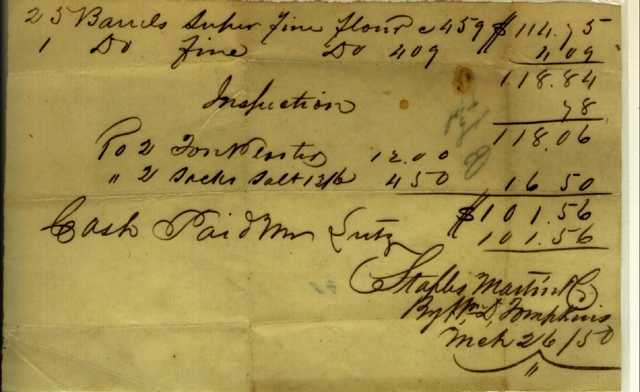 25 Barrels Super Fine flour @ 459 $114.75
1 Do Fine Do 409 4 09
118.84
Inspection 78
118.06
To 2 Ton Plaster 12.00
" 2 Sacks Salt 18/6 4 50 16 50
$101.56
Cash Paid Mr Lutz 101.56
Staples Martin & Co
By Wm D, Tompkins
Mch 26/50
"